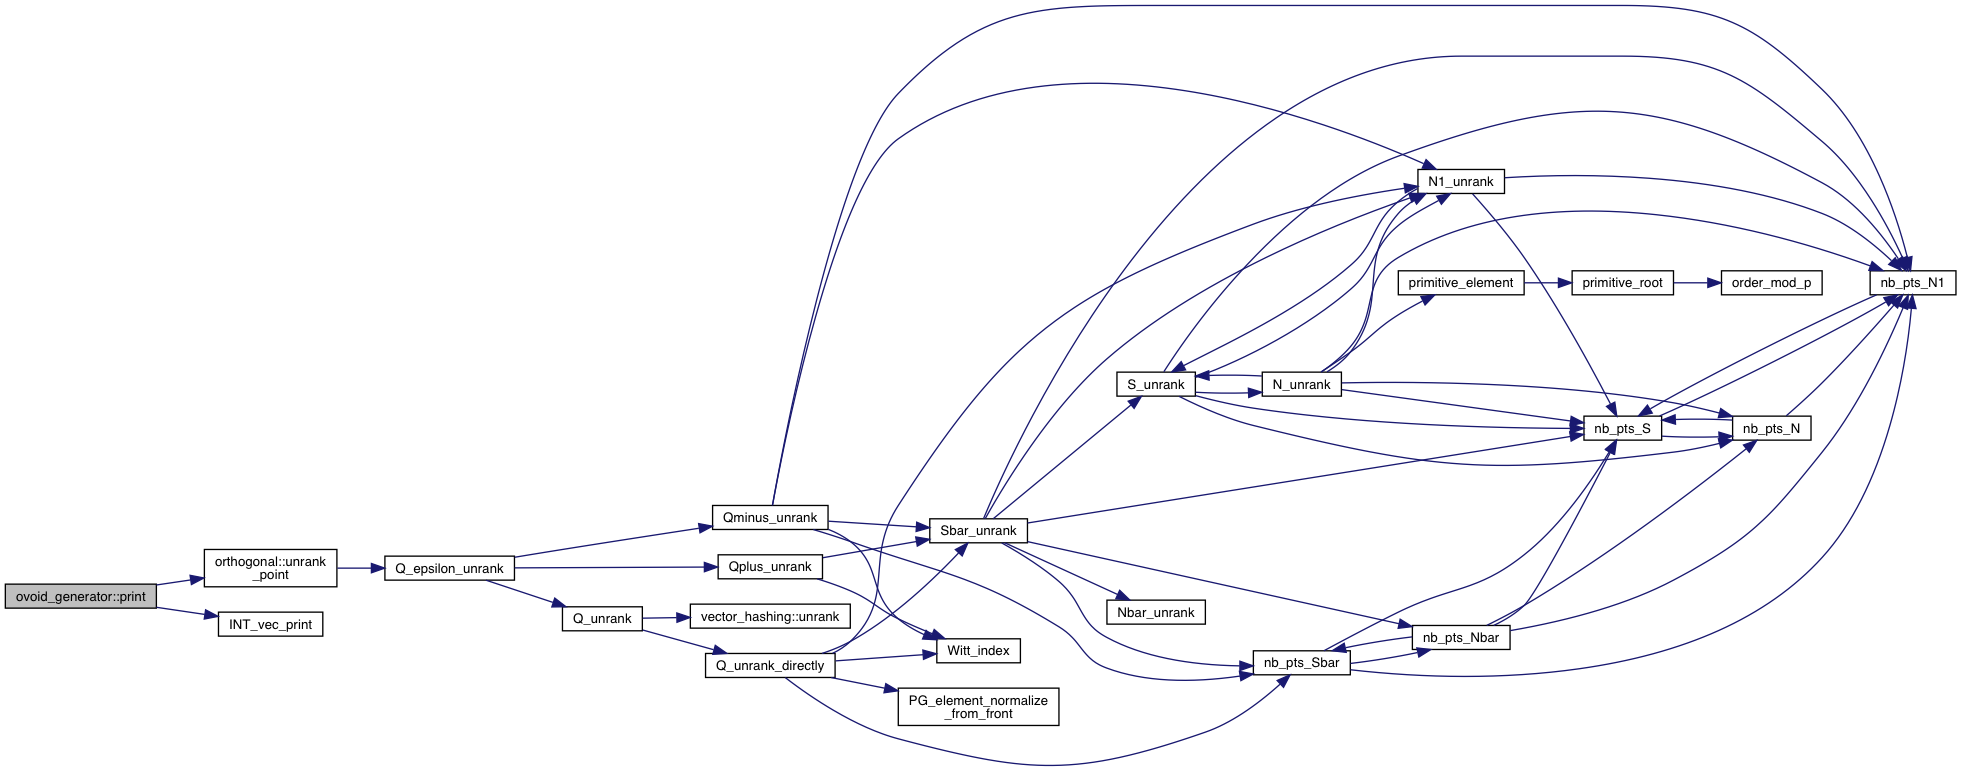 ovoid_generator::print
orthogonal::unrank
_point
INT_vec_print
Q_epsilon_unrank
Q_unrank
Qminus_unrank
Qplus_unrank
vector_hashing::unrank
Q_unrank_directly
Sbar_unrank
Witt_index
PG_element_normalize
_from_front
S_unrank
Nbar_unrank
N_unrank
nb_pts_Sbar
N1_unrank
primitive_element
nb_pts_Nbar
primitive_root
nb_pts_S
order_mod_p
nb_pts_N
nb_pts_N1